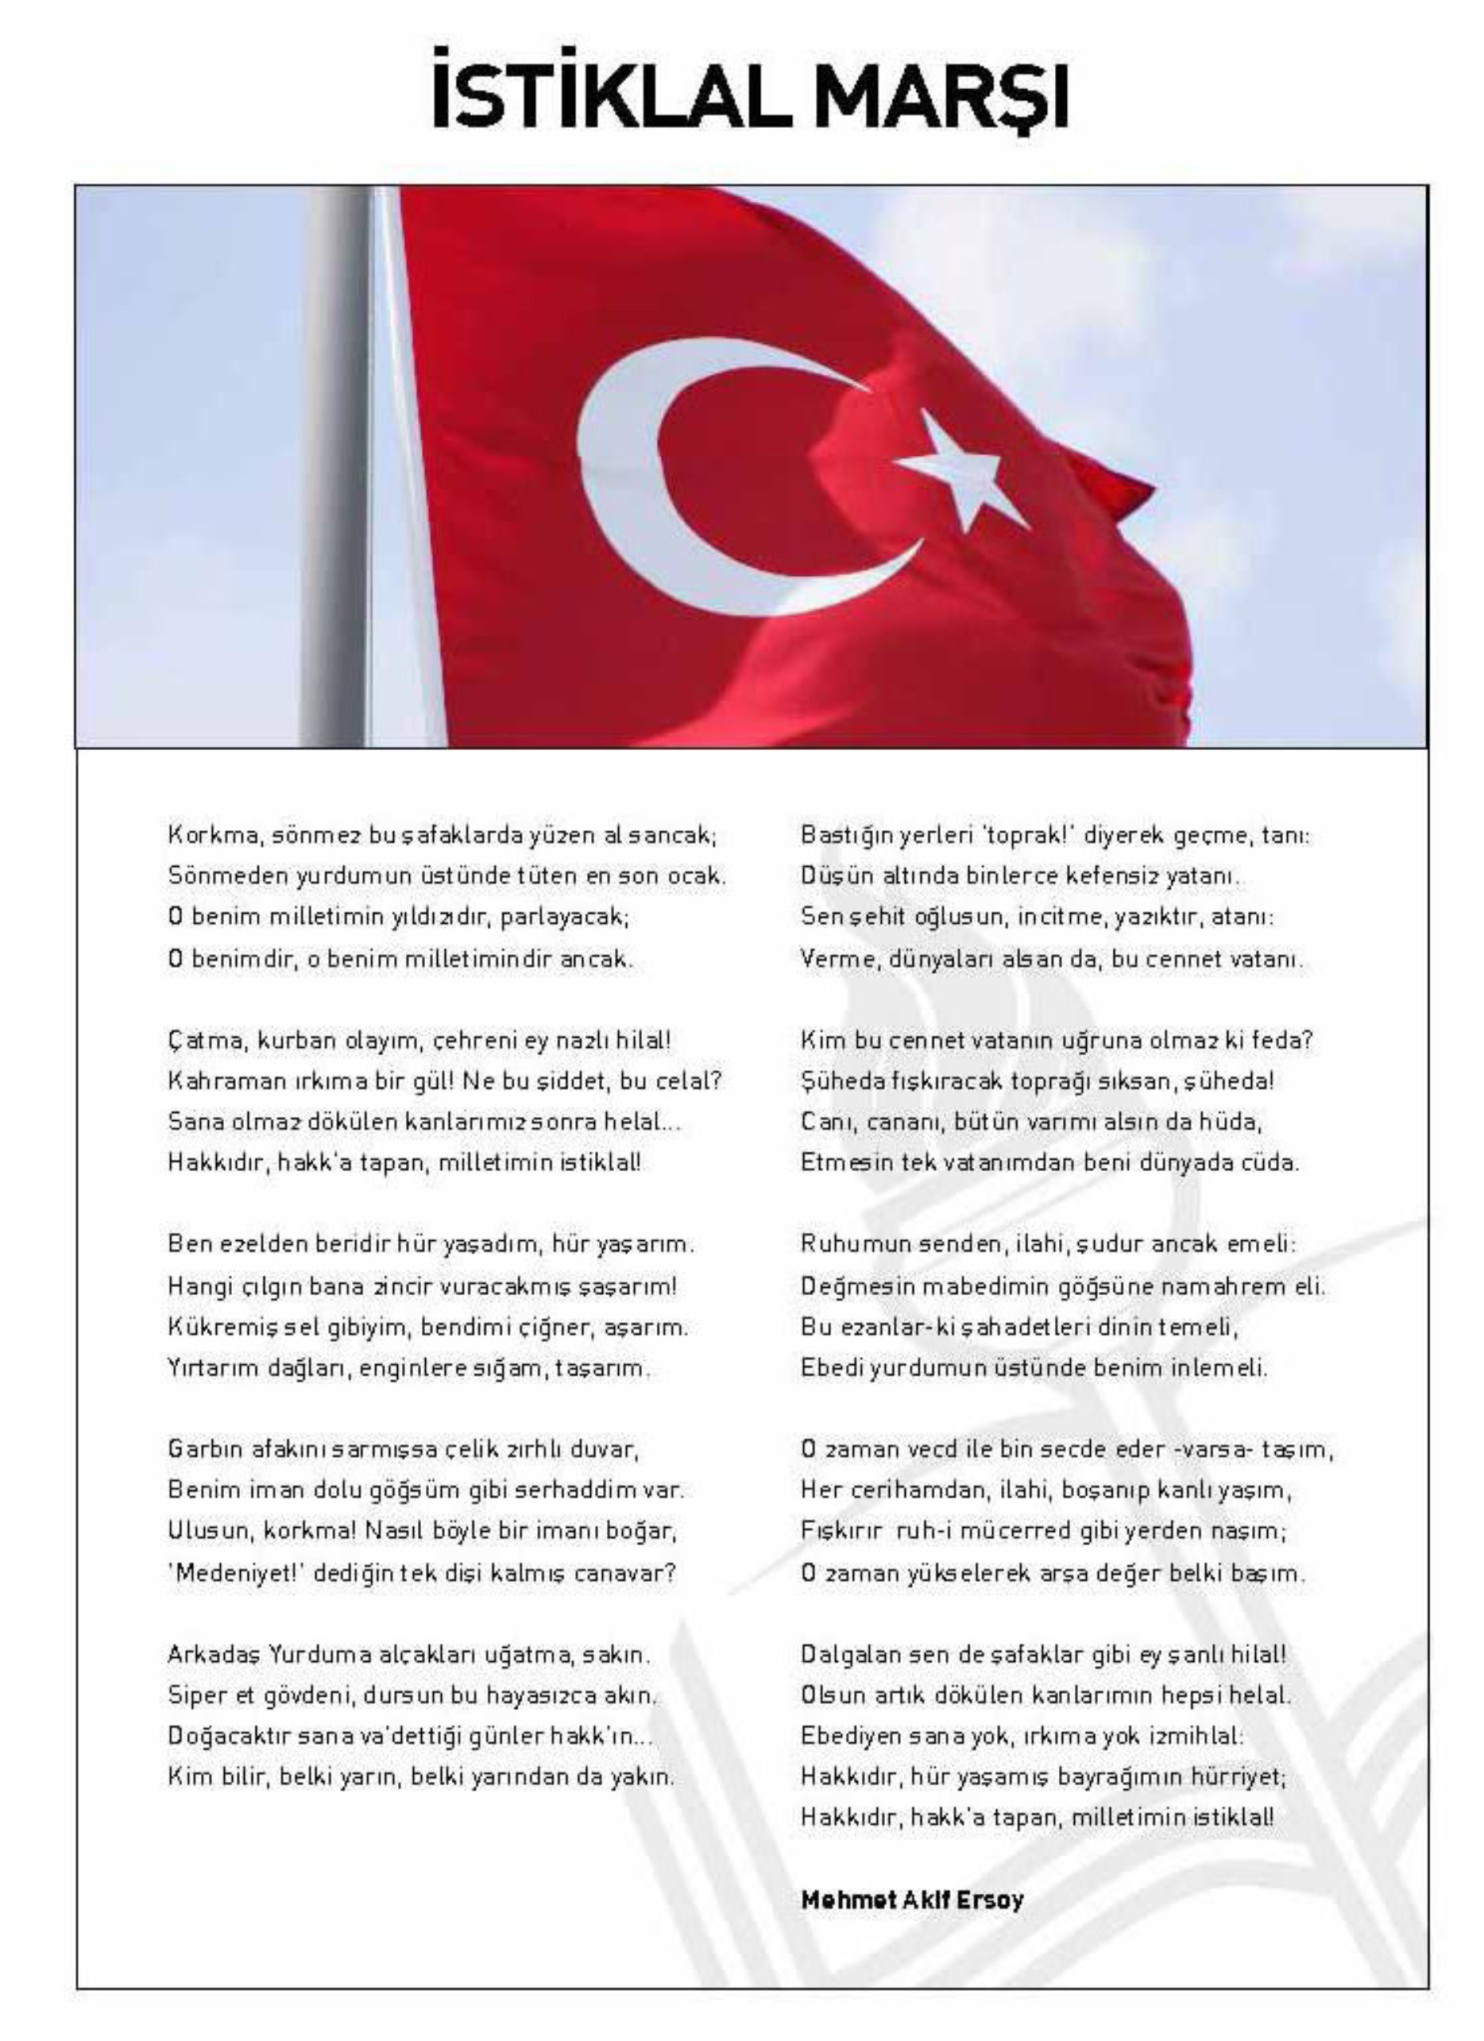 İSTİKLAL MARŞI
Korkma, sönmez bu şafaklarda yüzen al sancak;
Sönmeden yurdumun üstünde tüten en son ocak.
O benim milletimin yıldızıdır, parlayacak;
O benimdir, o benim milletimindir ancak.
Çatma, kurban olayım, çehreni ey nazlı hilal!
Kahraman ırkıma bir gül! Ne bu şiddet, bu celal?
Sana olmaz dökülen kanlarımız sonra helal...
Hakkıdır, hakk'a tapan, milletimin istiklal!
Ben ezelden beridir hür yaşadım, hür yaşarım.
Hangi çılgın bana zincir vuracakmış şaşarım!
Kükremiş sel gibiyim, bendimi çiğner, aşarım.
Yırtarım dağları, enginlere sığam, taşarım.
Garbın afakını sarmışsa çelik zırhlı duvar,
Benim iman dolu göğsüm gibi serhaddim var.
Ulusun, korkma! Nasıl böyle bir imanı boğar,
'Medeniyet!' dediğin tek dişi kalmış canavar?
Arkadaş Yurduma alçakları uğatma, sakın.
Siper et gövdeni, dursun bu hayasızca akın.
Doğacaktır sana va'dettiği günler hakk'ın...
Kim bilir, belki yarın, belki yarından da yakın.
Bastığın yerleri 'toprak!' diyerek geçme, tanı:
Düşün altında binlerce kefensiz yatanı.
Sen şehit oğlusun, incitme, yazıktır, atanı:
Verme, dünyaları alsan da, bu cennet vatanı.
Kim bu cennet vatanın uğruna olmaz ki feda?
Şüheda fışkıracak toprağı sıksan, şüheda!
Canı, cananı, bütün varımı alsın da hüda,
Etmesin tek vatanımdan beni dünyada cüda.
Ruhumun senden, ilahi, şudur ancak emeli:
Değmesin mabedimin göğsüne namahrem eli.
Bu ezanlar-ki şahadetleri dinin temeli,
Ebedi yurdumun üstünde benim inlemeli.
O zaman vecd ile bin secde eder -varsa- taşım,
Her cerihamdan, ilahi, boşanıp kanlı yaşım,
Fışkırır ruh-i mücerred gibi yerden naşım;
O zaman yükselerek arşa değer belki başım.
Dalgalan sen de şafaklar gibi ey şanlı hilal!
Olsun artık dökülen kanlarımın hepsi helal.
Ebediyen sana yok, ırkıma yok izmihlal:
Hakkıdır, hür yaşamış bayrağımın hürriyet;
Hakkıdır, hakk'a tapan, milletimin istiklal!
Mehmet Akif Ersoy